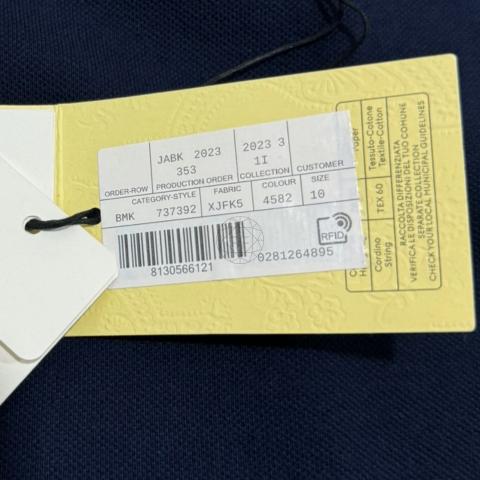 JABK 2023
353
2023 3
1I
ORDER-ROW PRODUCTION ORDER COLLECTION CUSTOMER
CATEGORY-STYLE FABRIC COLOUR SIZE
BMK 737392 XJFK5 4582 10
8130566121
0281264895
RFID
Paper
Tessuto-Cotone
Textile-Cotton
Cordino
String
TEX 60
RACCOLTA DIFFERENZIATA
VERIFICA LE DISPOSIZIONI DEL TUO COMUNE
SEPARATE COLLECTION
CHECK YOUR LOCAL MUNICIPAL GUIDELINES